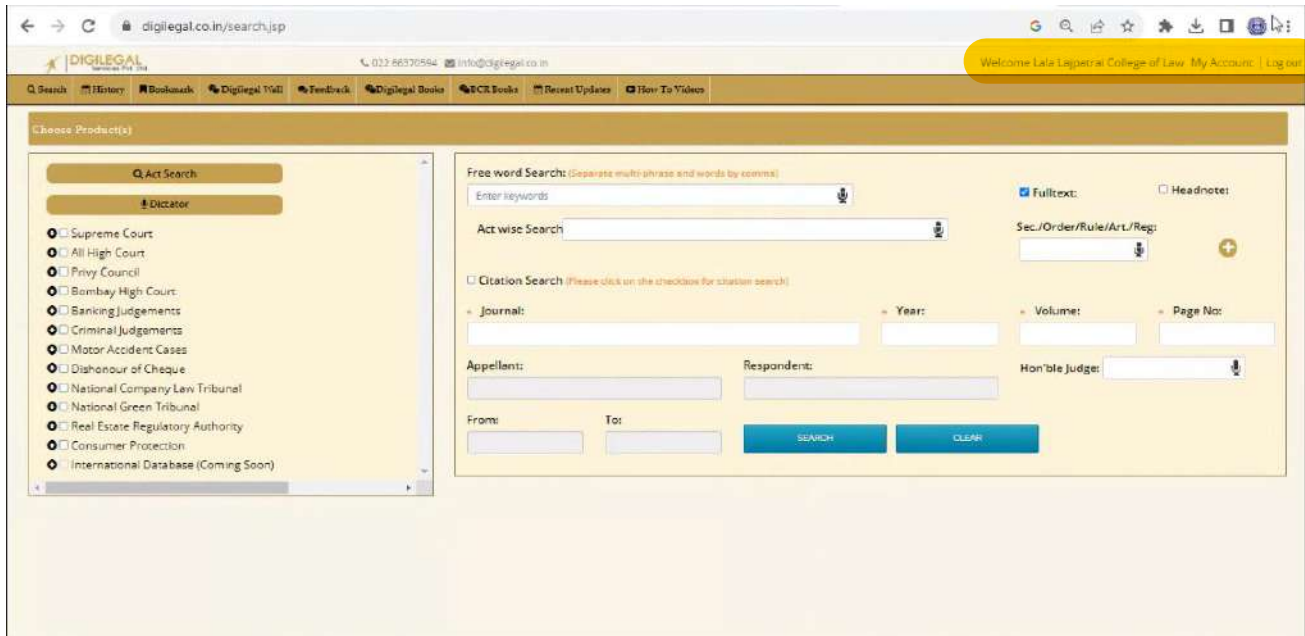 digilegal.co.in/search.jsp
DIGILEGAL
Services Pvt. Ltd.
022 66370594 info@digilegal.co.in
Welcome Lala Lajpatrai College of Law My Account | Log out
Search History Bookmark Digilegal Wall Feedback Digilegal Books BCR Books Recent Updates How To Videos
Choose Product(s)
Act Search
Dictator
Supreme Court
All High Court
Privy Council
Bombay High Court
Banking Judgements
Criminal Judgements
Motor Accident Cases
Dishonour of Cheque
National Company Law Tribunal
National Green Tribunal
Real Estate Regulatory Authority
Consumer Protection
International Database (Coming Soon)
Free word Search: (Separate multi-phrase and words by comma)
Enter keywords
Fulltext: Headnote:
Act wise Search
Sec./Order/Rule/Art./Reg:
Citation Search (Please click on the checkbox for citation search)
* Journal: * Year: * Volume: * Page No:
Appellant: Respondent: Hon'ble Judge:
From: To:
SEARCH CLEAR